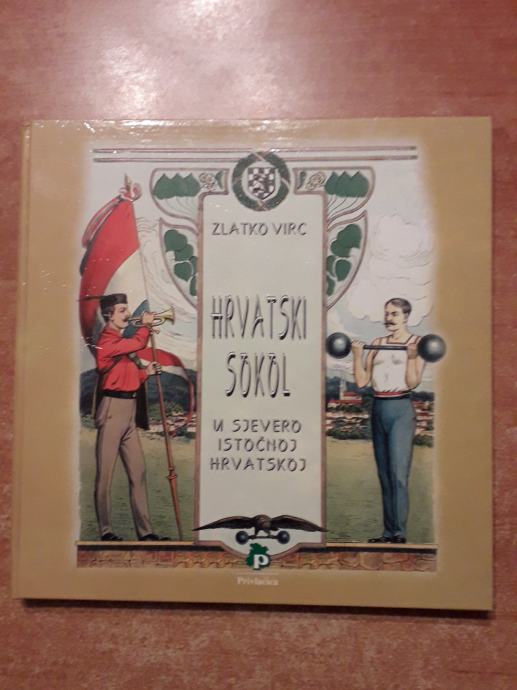 ZLATKO VIRC
HRVATSKI
SOKOL
U SJEVERO
ISTOČNOJ
HRVATSKOJ
P
Privlačica